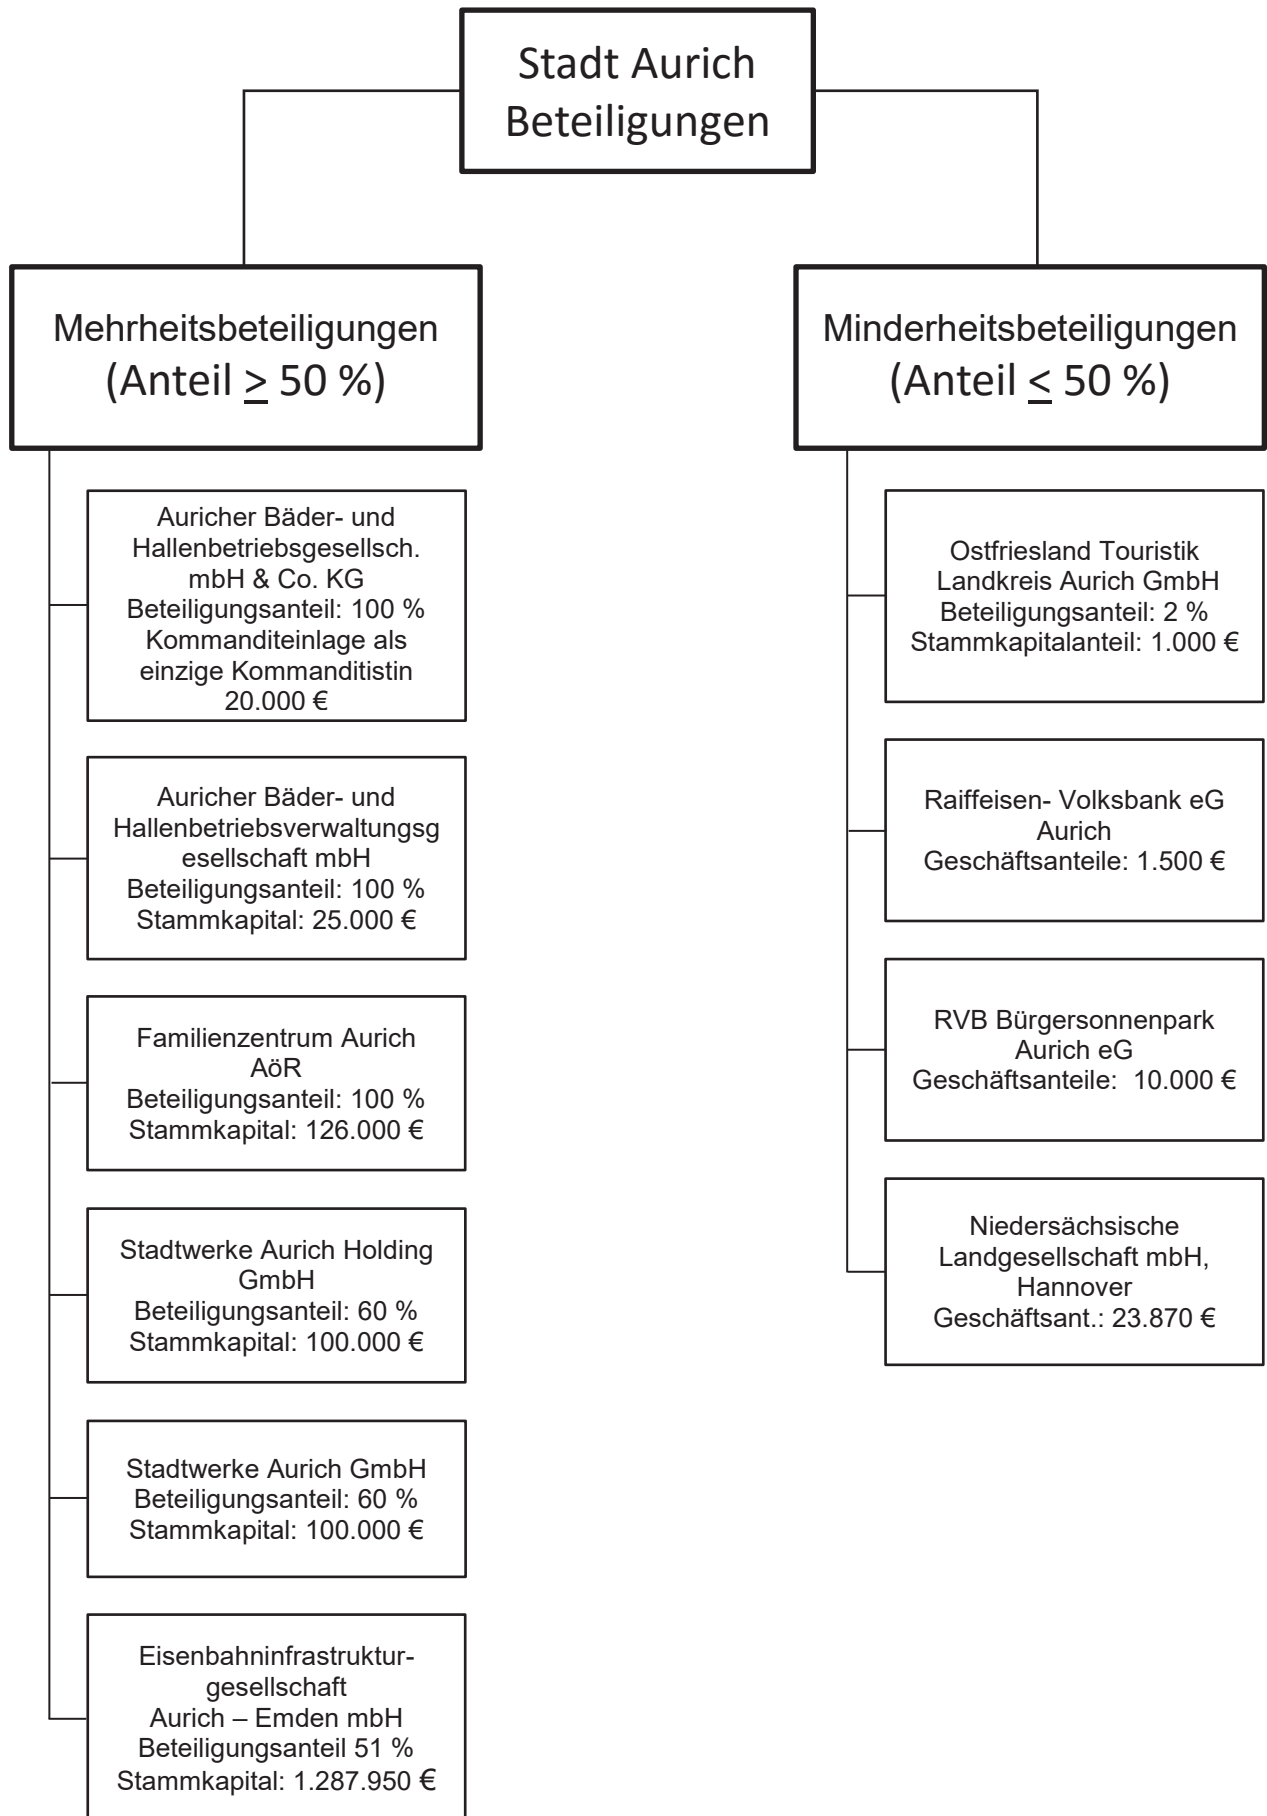 Stadt Aurich
Beteiligungen
Mehrheitsbeteiligungen
(Anteil ≥ 50 %)
Auricher Bäder- und
Hallenbetriebsgesellsch.
mbH & Co. KG
Beteiligungsanteil: 100 %
Kommanditeinlage als
einzige Kommanditistin
20.000 €
Auricher Bäder- und
Hallenbetriebsverwaltungsg
esellschaft mbH
Beteiligungsanteil: 100 %
Stammkapital: 25.000 €
Familienzentrum Aurich
AöR
Beteiligungsanteil: 100 %
Stammkapital: 126.000 €
Stadtwerke Aurich Holding
GmbH
Beteiligungsanteil: 60 %
Stammkapital: 100.000 €
Stadtwerke Aurich GmbH
Beteiligungsanteil: 60 %
Stammkapital: 100.000 €
Eisenbahninfrastruktur-
gesellschaft
Aurich – Emden mbH
Beteiligungsanteil 51 %
Stammkapital: 1.287.950 €
Minderheitsbeteiligungen
(Anteil ≤ 50 %)
Ostfriesland Touristik
Landkreis Aurich GmbH
Beteiligungsanteil: 2 %
Stammkapitalanteil: 1.000 €
Raiffeisen- Volksbank eG
Aurich
Geschäftsanteile: 1.500 €
RVB Bürgersonnenpark
Aurich eG
Geschäftsanteile: 10.000 €
Niedersächsische
Landgesellschaft mbH,
Hannover
Geschäftsant.: 23.870 €